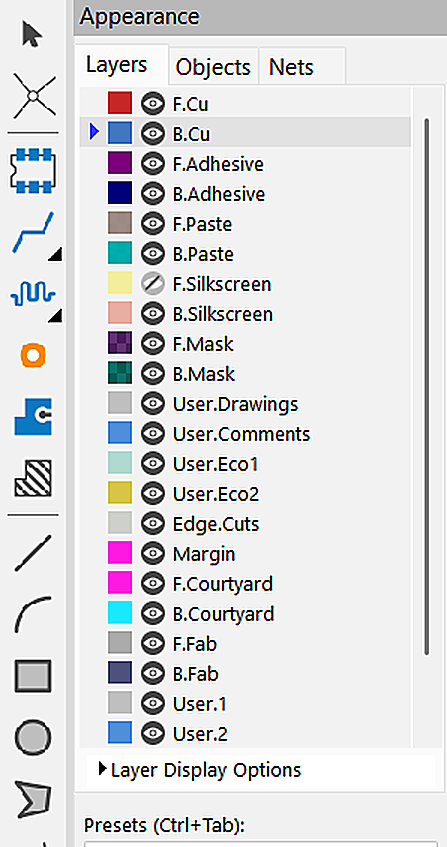 Appearance
Layers Objects Nets
F.Cu
B.Cu
F.Adhesive
B.Adhesive
F.Paste
B.Paste
F.Silkscreen
B.Silkscreen
F.Mask
B.Mask
User.Drawings
User.Comments
User.Eco1
User.Eco2
Edge.Cuts
Margin
F.Courtyard
B.Courtyard
F.Fab
B.Fab
User.1
User.2
Layer Display Options
Presets (Ctrl+Tab):